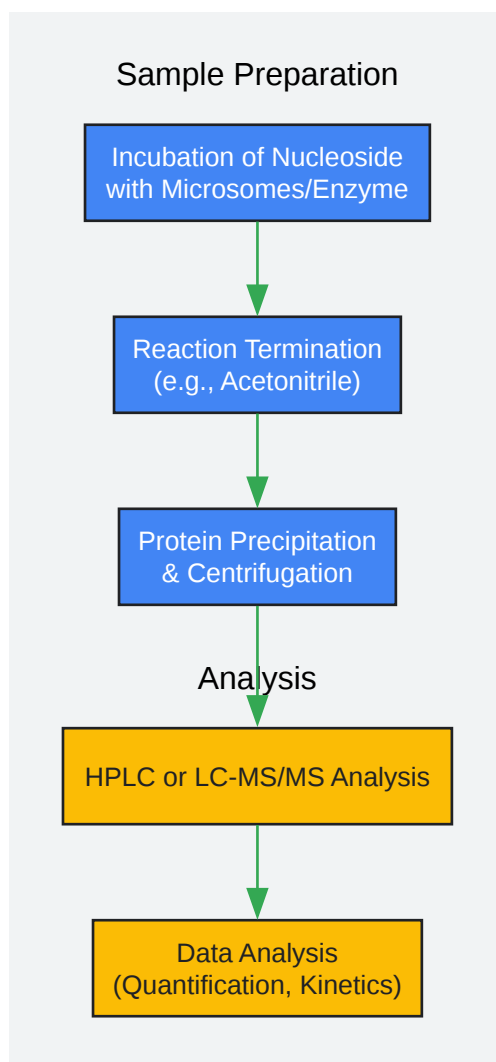 Sample Preparation
Incubation of Nucleoside
with Microsomes/Enzyme
Reaction Termination
(e.g., Acetonitrile)
Protein Precipitation
& Centrifugation
Analysis
HPLC or LC-MS/MS Analysis
Data Analysis
(Quantification, Kinetics)